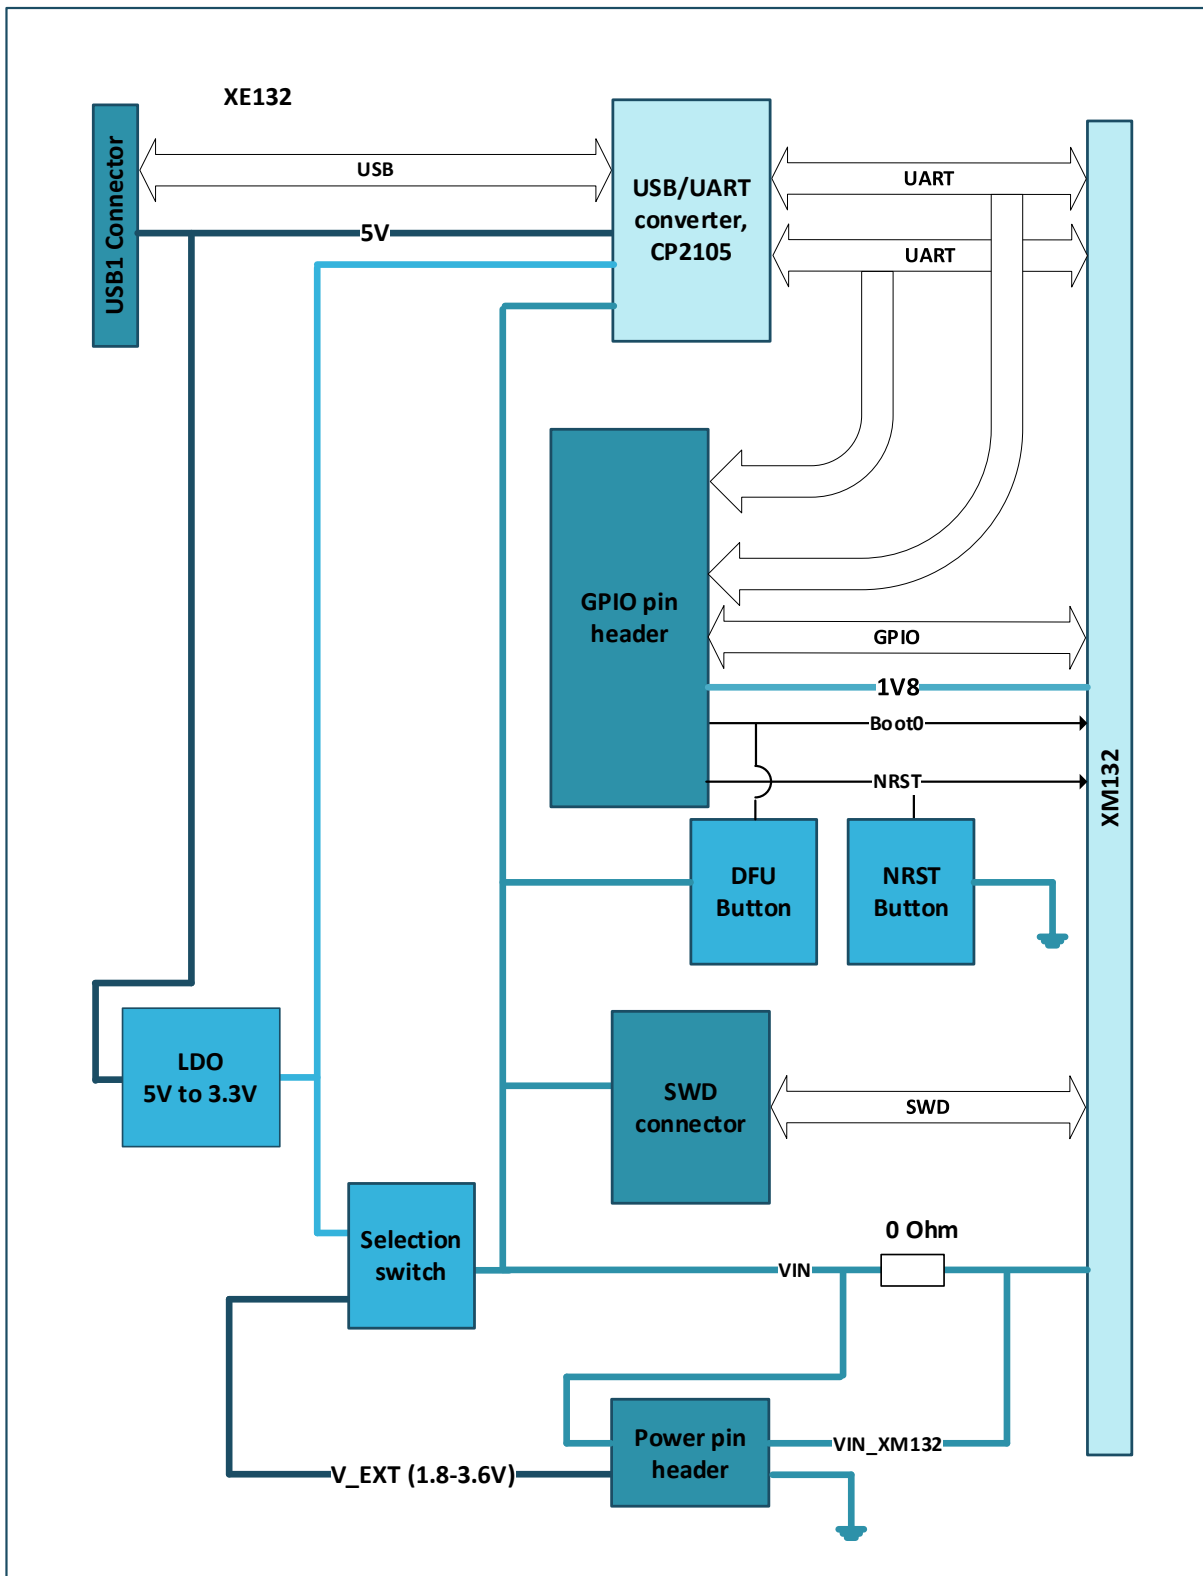 XE132
USB1 Connector
USB
USB/UART
converter,
CP2105
UART
5V
UART
GPIO pin
header
GPIO
1V8
Boot0
NRST
XM132
DFU
Button
NRST
Button
LDO
5V to 3.3V
SWD
connector
SWD
Selection
switch
0 Ohm
VIN
Power pin
header
VIN_XM132
V_EXT (1.8-3.6V)